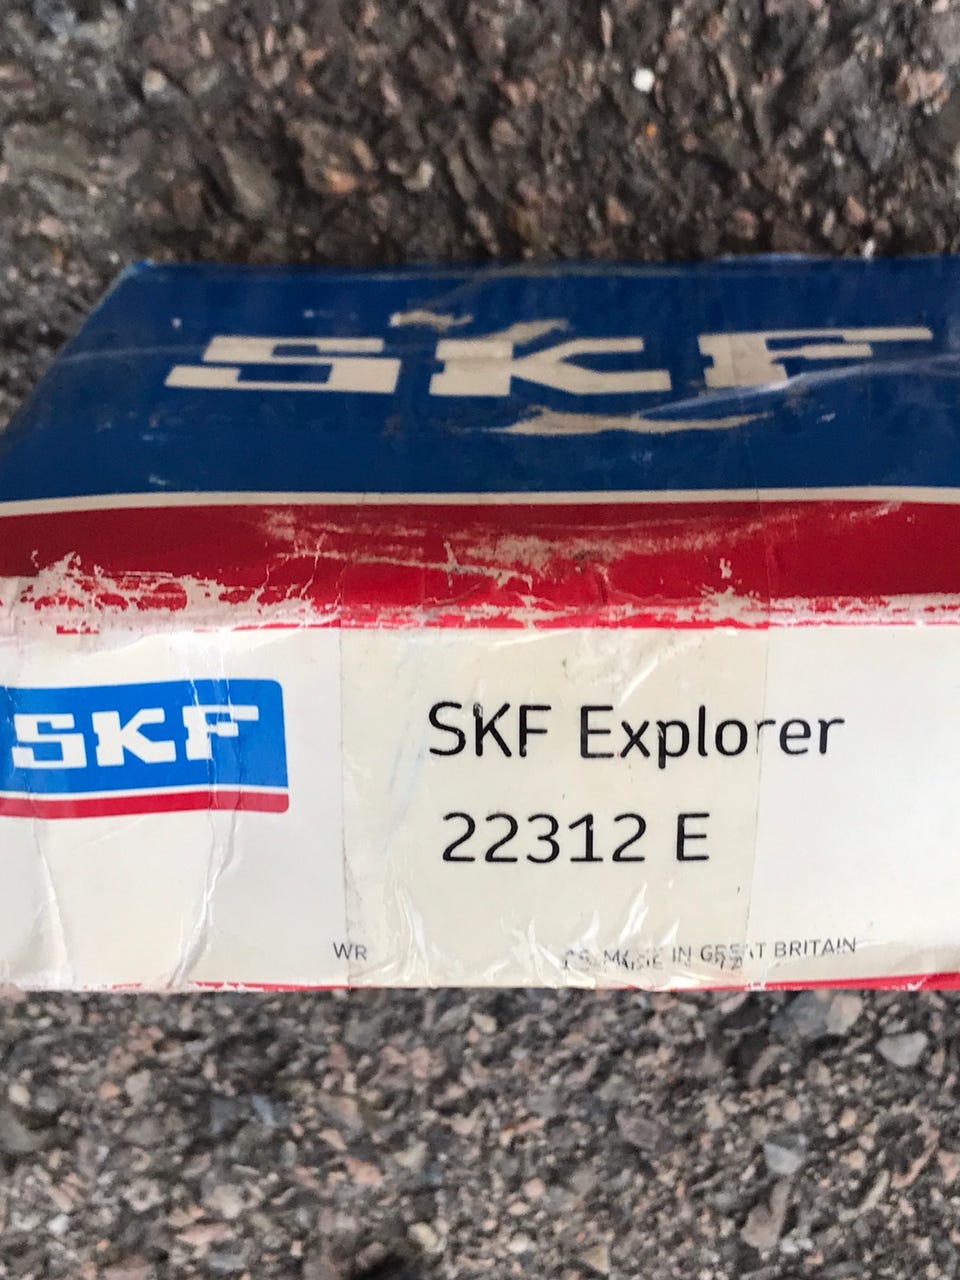 SKF
SKF
SKF Explorer
22312 E
WR
MADE IN GREAT BRITAIN